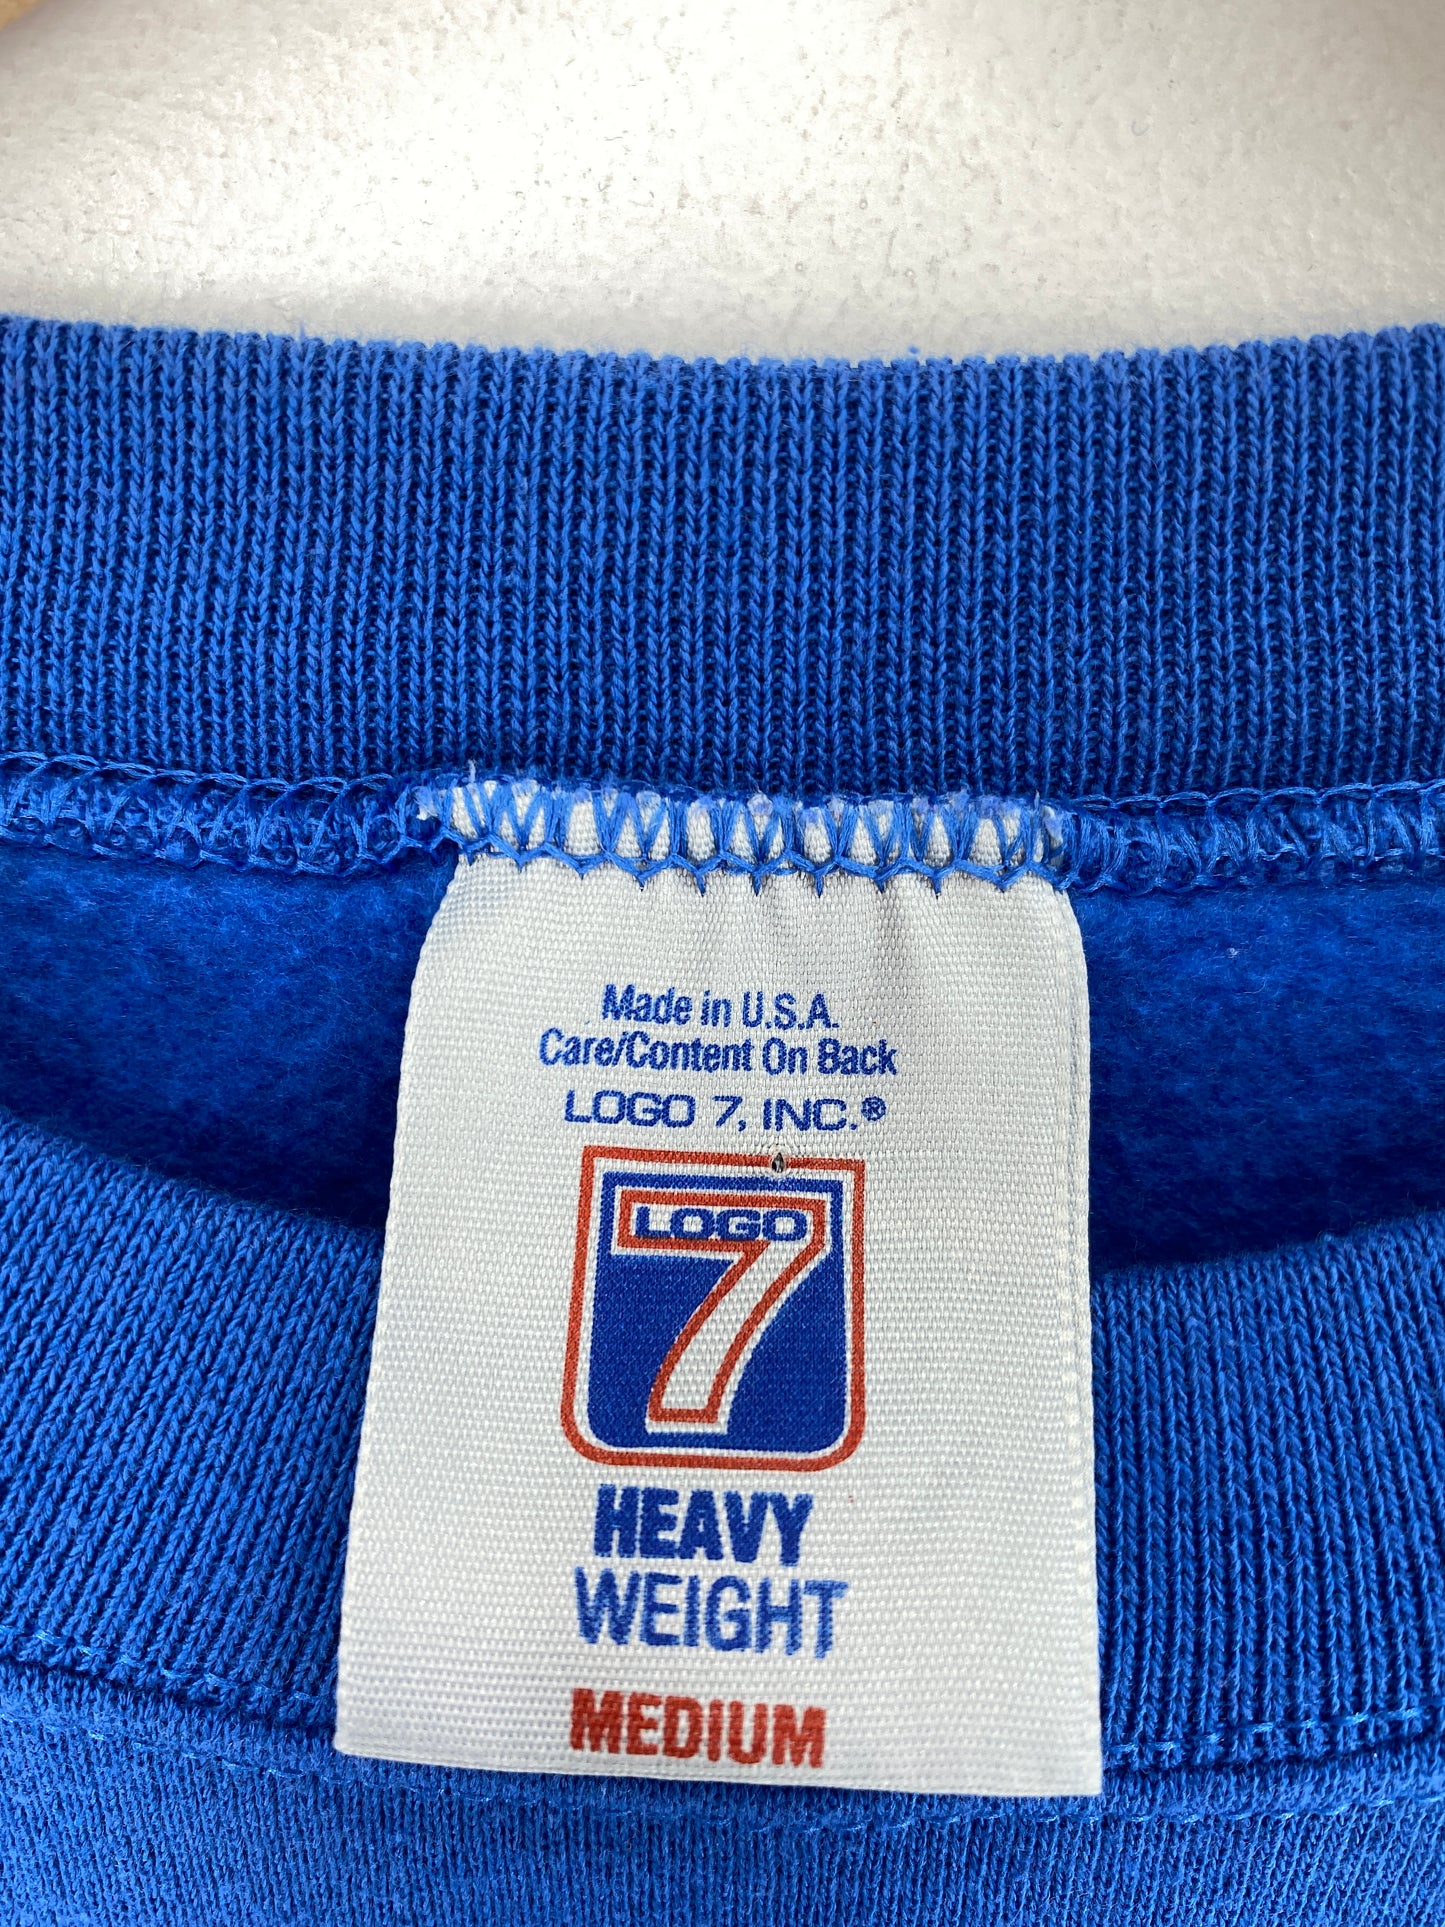 Made in U.S.A.
Care/Content On Back
LOGO 7, INC.®
LOGO
7
HEAVY
WEIGHT
MEDIUM